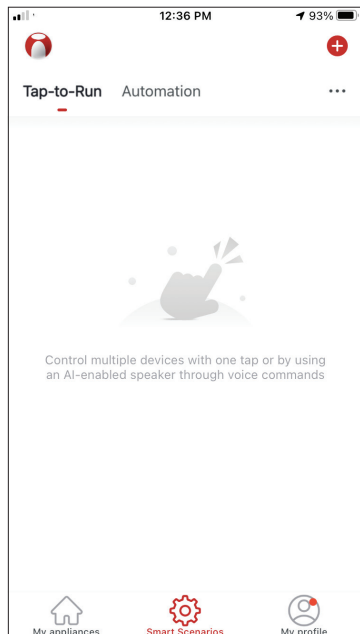 12:36 PM
93%
Tap-to-Run Automation
Control multiple devices with one tap or by using
an AI-enabled speaker through voice commands
My appliances Smart Scenarios My profile